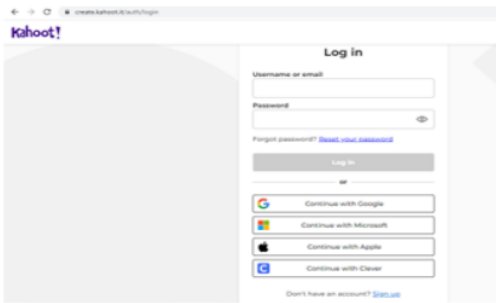 create.kahoot.it/auth/login
Kahoot!
Log in
Username or email
Password
Forgot password? Reset your password
Log in
or
Continue with Google
Continue with Microsoft
Continue with Apple
Continue with Clever
Don't have an account? Sign up